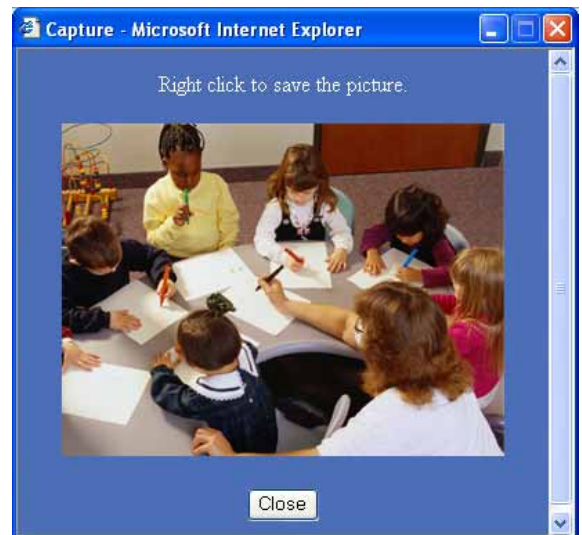 Capture - Microsoft Internet Explorer
Right click to save the picture.
Close